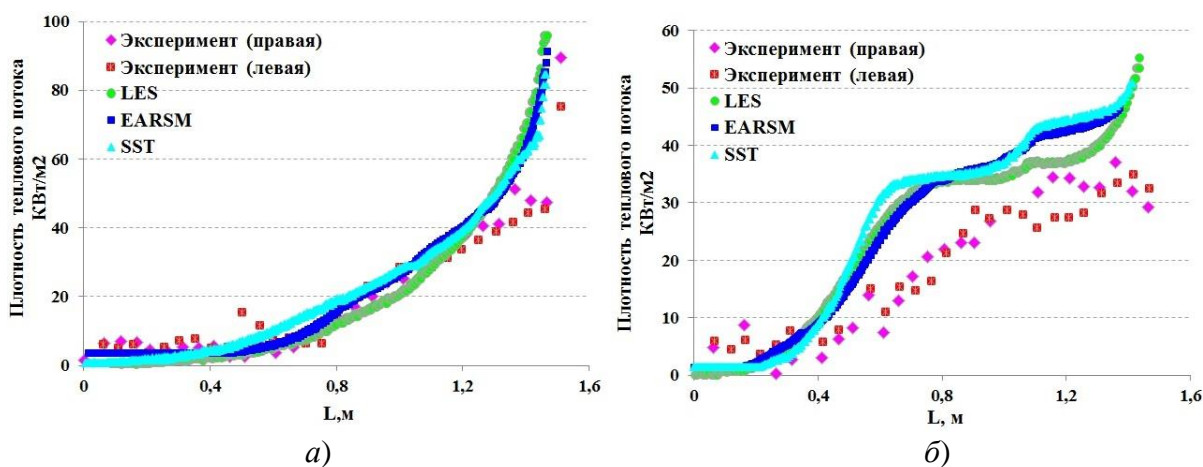 Плотность теплового потока
КВт/м2
100
80
60
40
20
0
Эксперимент (правая)
Эксперимент (левая)
LES
EARSM
SST
0
0,4
0,8
1,2
1,6
L,м
а)
Плотность теплового потока
КВт/м2
60
50
40
30
20
10
0
Эксперимент (правая)
Эксперимент (левая)
LES
EARSM
SST
0
0,4
0,8
1,2
1,6
L, м
б)